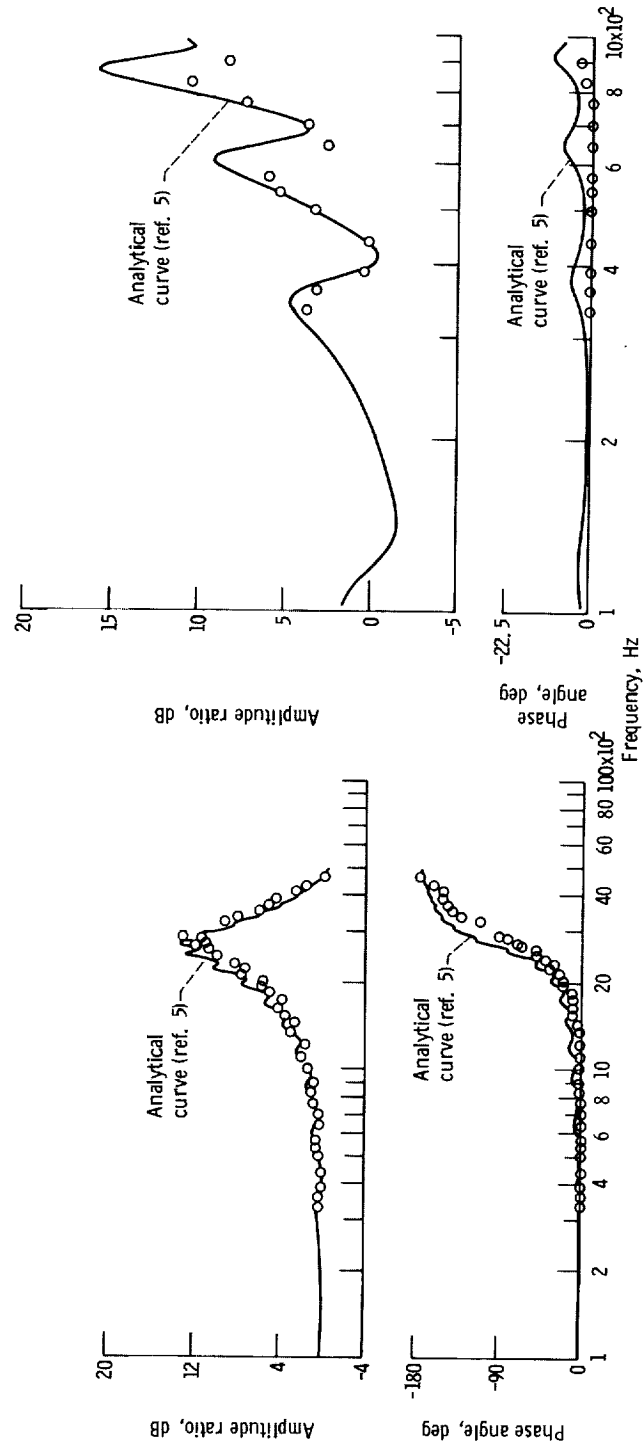 20
12
4
-4
Amplitude ratio, dB
Analytical
curve (ref. 5)
-180
-90
0
Phase angle, deg
Analytical
curve (ref. 5)
1
2
4
6
8
10
20
40
60
80
100x10²
20
15
10
5
0
-5
Amplitude ratio, dB
Analytical
curve (ref. 5)
-22.5
0
Phase
angle, deg
Analytical
curve (ref. 5)
1
2
4
6
8
10x10²
Frequency, Hz